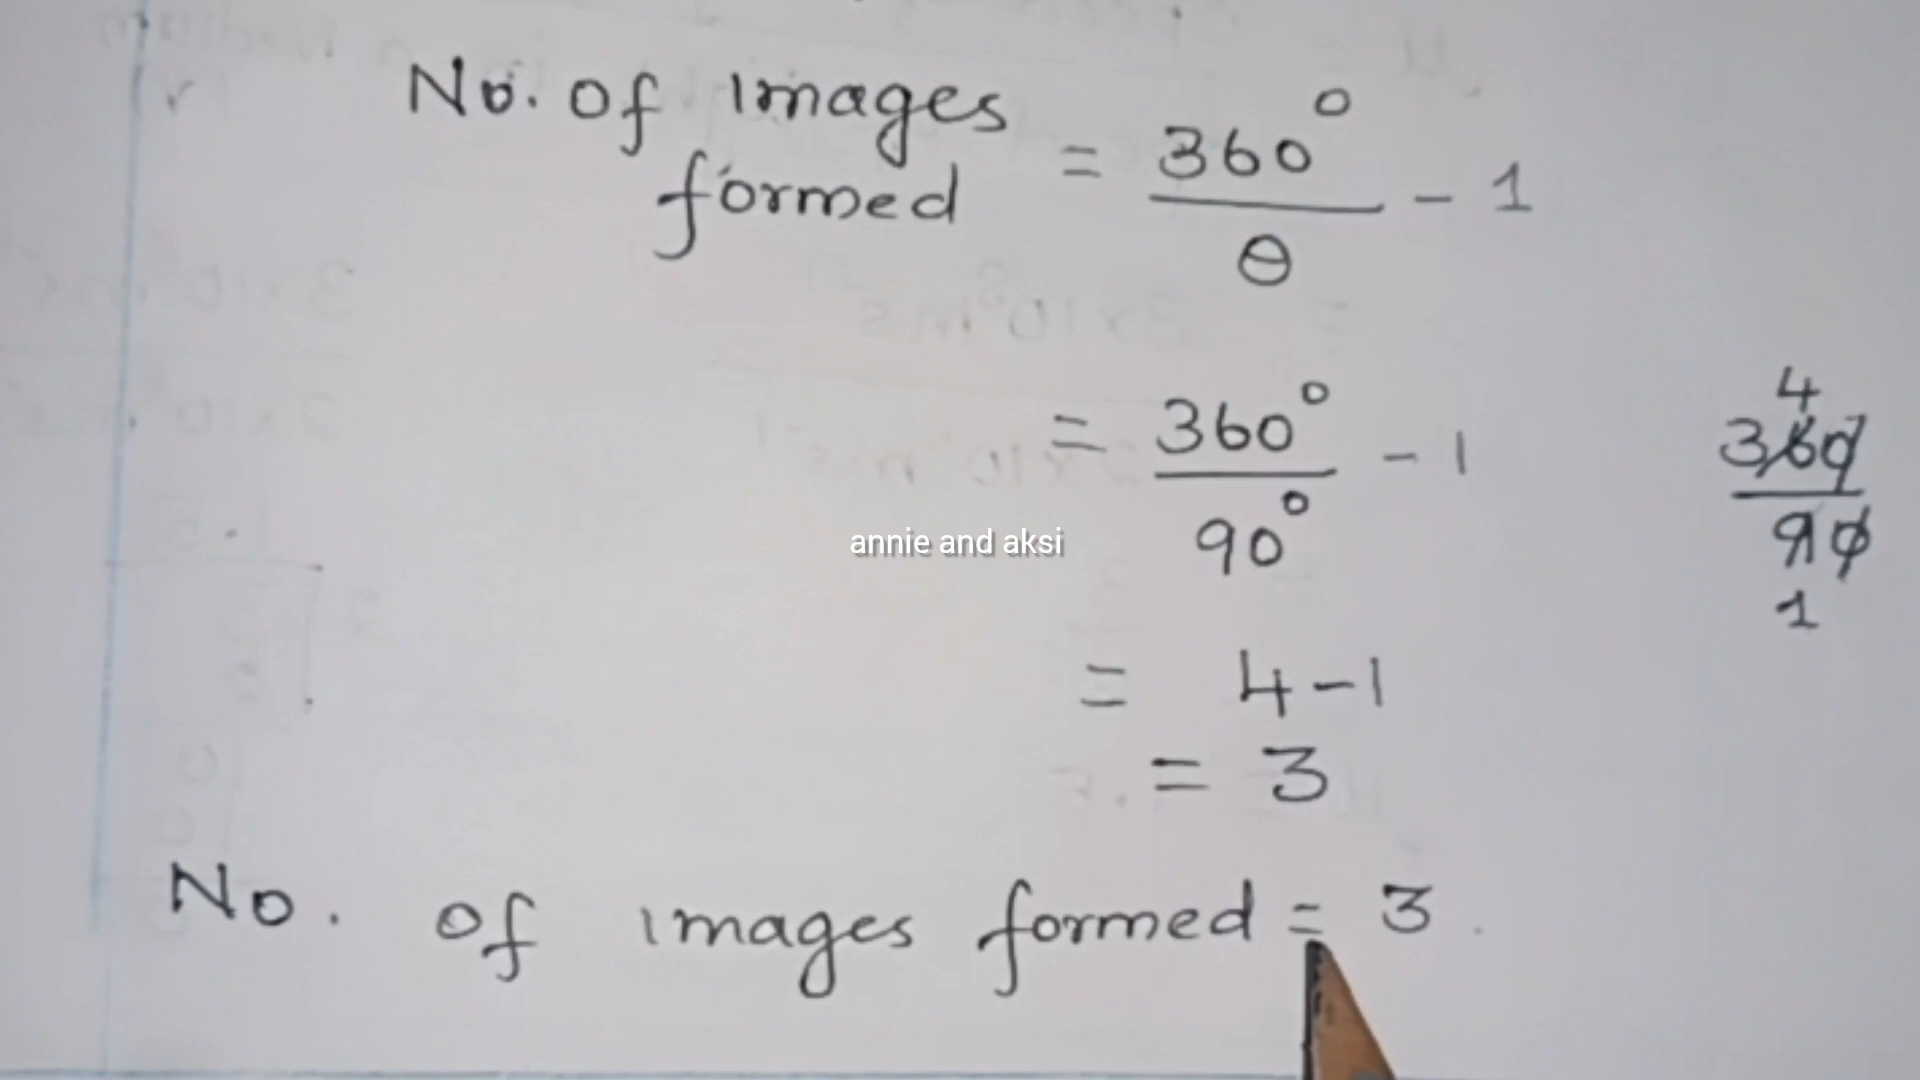 No. of images
formed = 360° / θ - 1
= 360° / 90° - 1
4
360
90
1
annie and aksi
= 4 - 1
= 3
No. of images formed = 3.